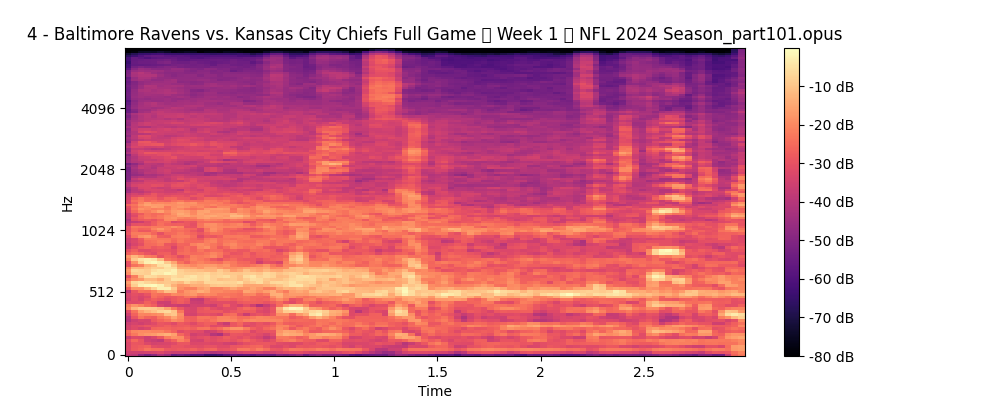 4 - Baltimore Ravens vs. Kansas City Chiefs Full Game ▯ Week 1 ▯ NFL 2024 Season_part101.opus
4096
2048
1024
512
0
Hz
0
0.5
1
1.5
2
2.5
Time
-10 dB
-20 dB
-30 dB
-40 dB
-50 dB
-60 dB
-70 dB
-80 dB